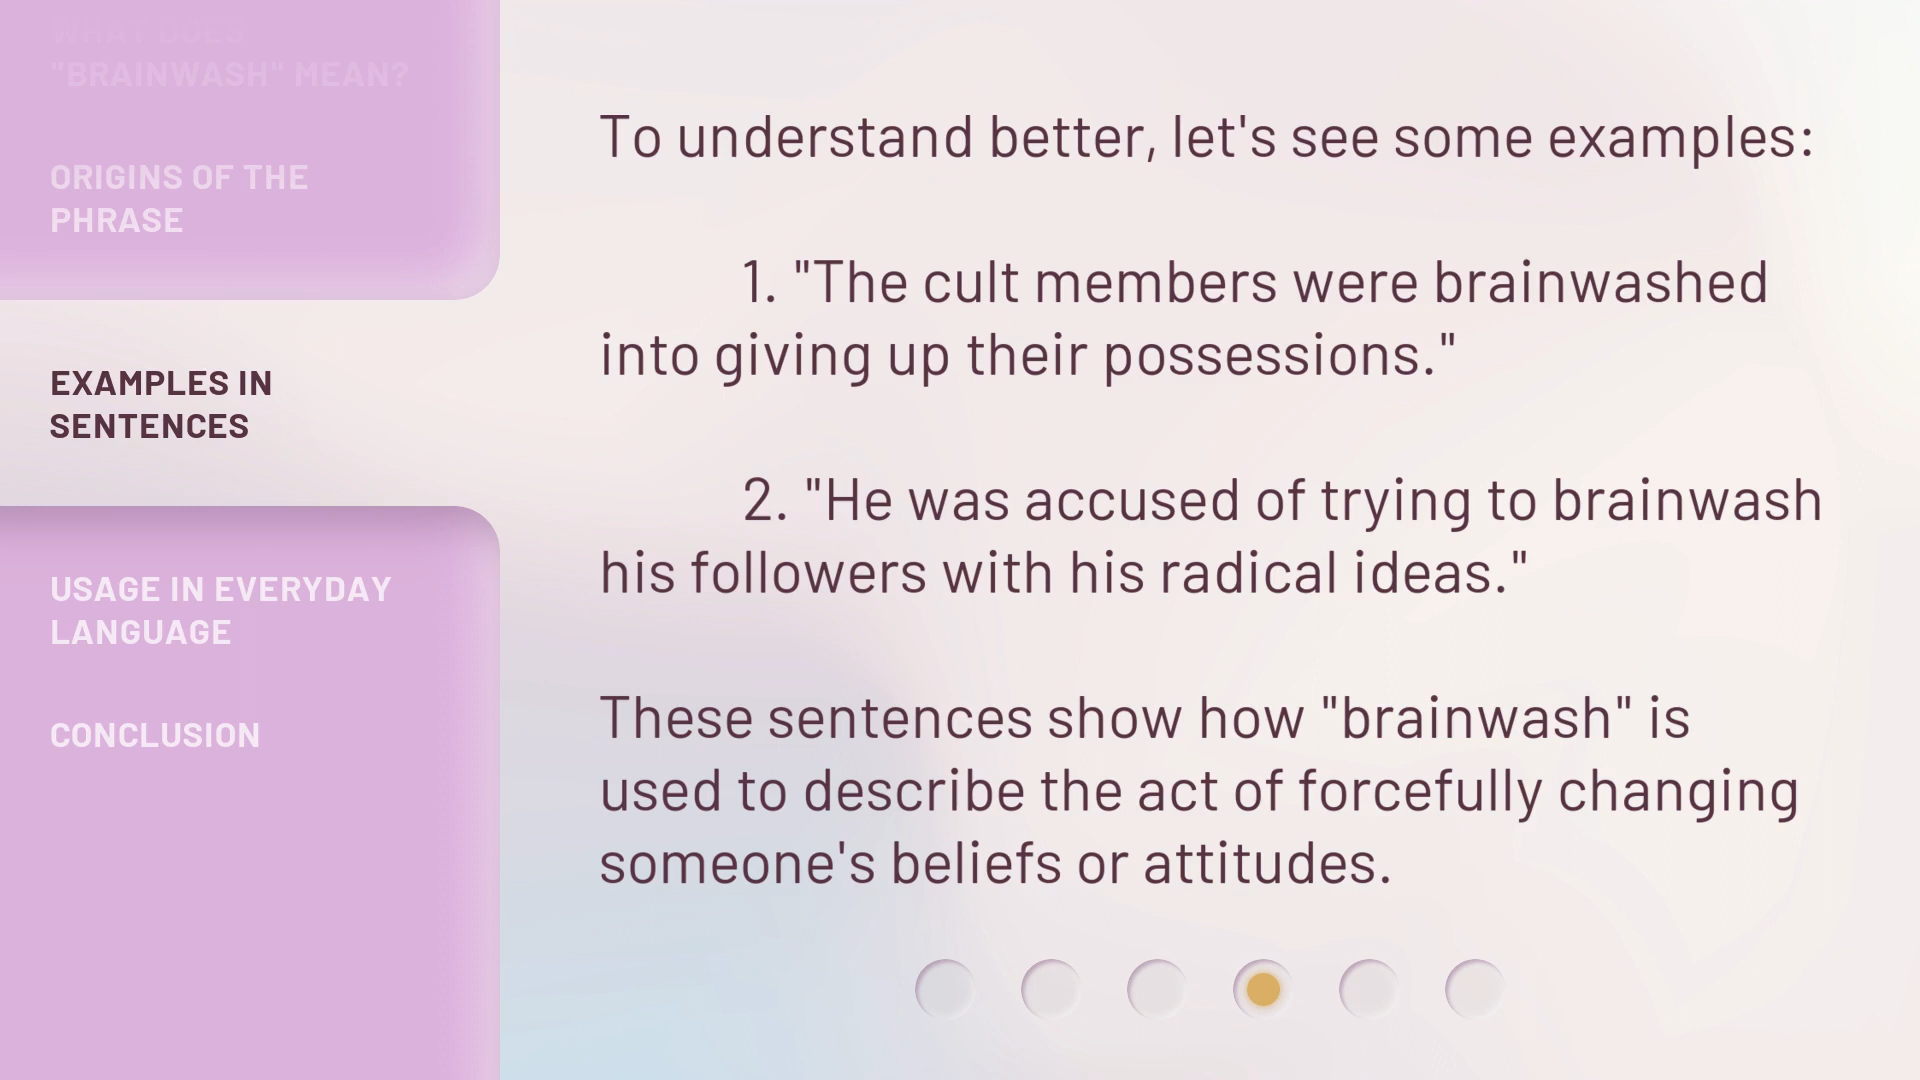 WHAT DOES
"BRAINWASH" MEAN?
ORIGINS OF THE
PHRASE
EXAMPLES IN
SENTENCES
USAGE IN EVERYDAY
LANGUAGE
CONCLUSION
To understand better, let's see some examples:
1. "The cult members were brainwashed
into giving up their possessions."
2. "He was accused of trying to brainwash
his followers with his radical ideas."
These sentences show how "brainwash" is
used to describe the act of forcefully changing
someone's beliefs or attitudes.